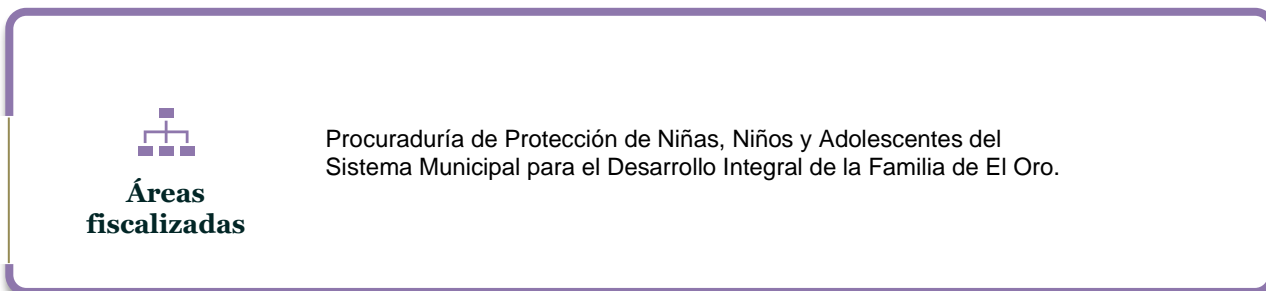 Áreas
fiscalizadas
Procuraduría de Protección de Niñas, Niños y Adolescentes del
Sistema Municipal para el Desarrollo Integral de la Familia de El Oro.